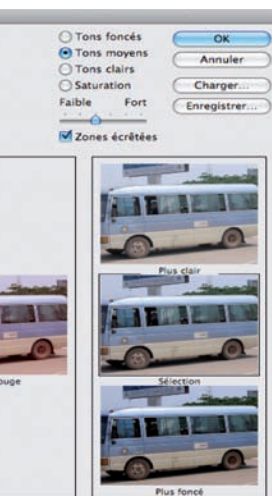 Tons foncés
Tons moyens
Tons clairs
Saturation
Faible Fort
Zones écrêtées
OK
Annuler
Charger...
Enregistrer...
Plus clair
ouge
Sélection
Plus foncé